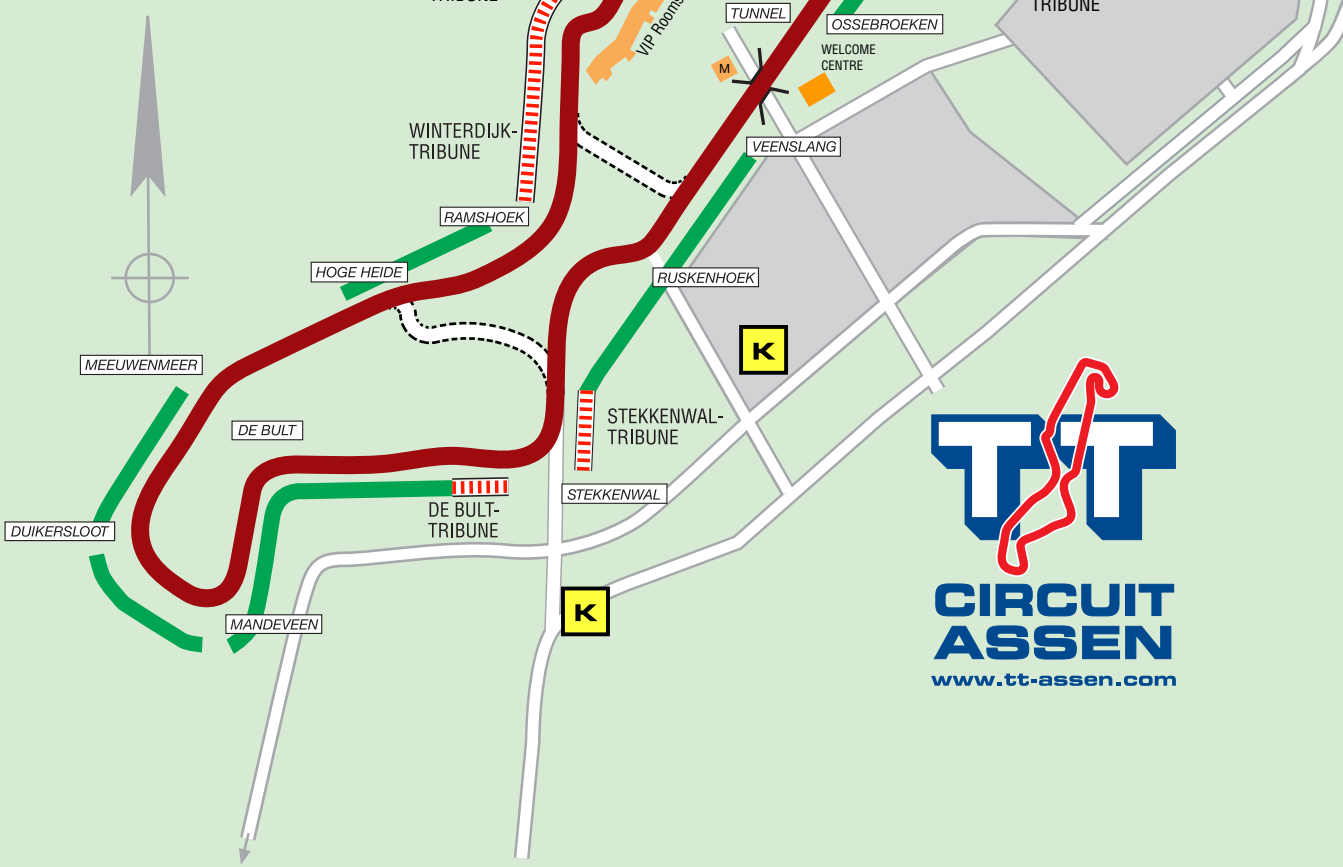 TRIBUNE
VIP Rooms
TUNNEL
OSSEBROEKEN
TRIBUNE
WELCOME
CENTRE
M
WINTERDIJK-
TRIBUNE
VEENSLANG
RAMSHOEK
HOGE HEIDE
RUSKENHOEK
K
MEEUWENMEER
DE BULT
STEKKENWAL-
TRIBUNE
STEKKENWAL
DE BULT-
TRIBUNE
DUIKERSLOOT
MANDEVEEN
K
TT
CIRCUIT
ASSEN
www.tt-assen.com